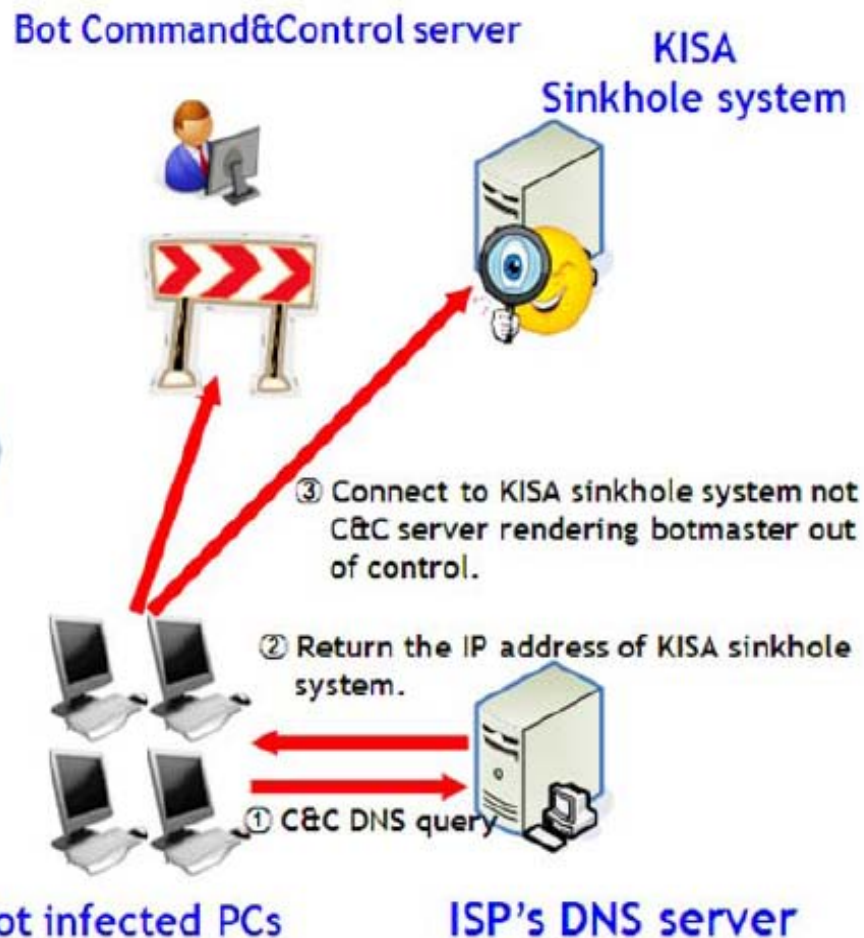 Bot Command&Control server
KISA
Sinkhole system
③ Connect to KISA sinkhole system not
C&C server rendering botmaster out
of control.
② Return the IP address of KISA sinkhole
system.
① C&C DNS query
ot infected PCs
ISP's DNS server